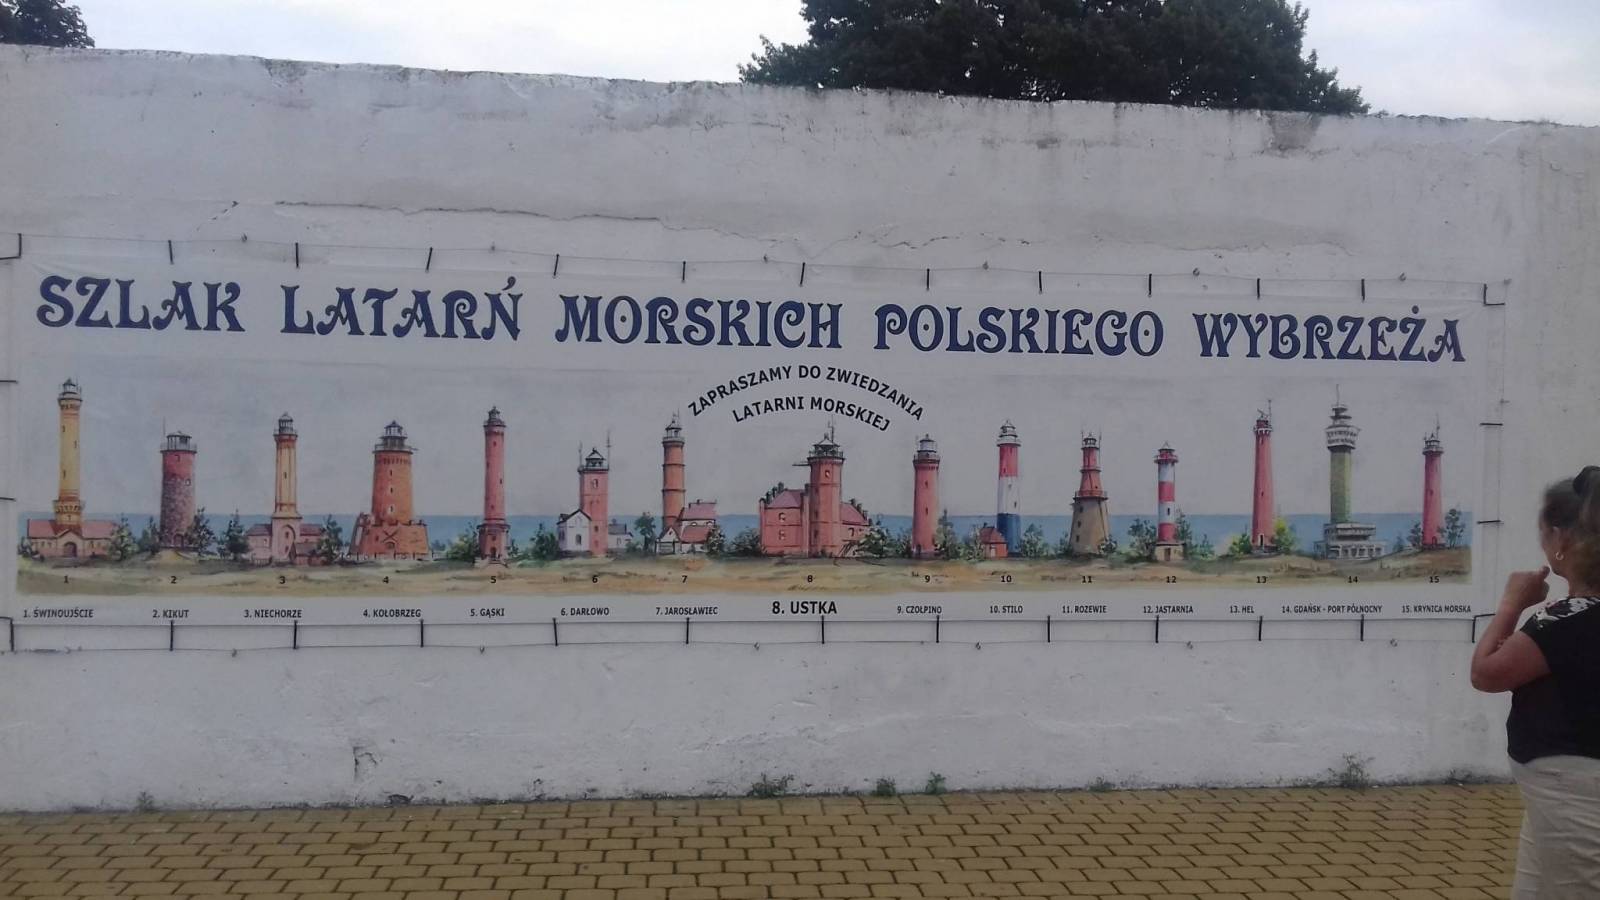 SZLAK LATARŃ MORSKICH POLSKIEGO WYBRZEŻA
ZAPRASZAMY DO ZWIEDZANIA
LATARNI MORSKIEJ
1 2 3 4 5 6 7 8 9 10 11 12 13 14 15
1. ŚWINOUJŚCIE 2. KIKUT 3. NIECHORZE 4. KOŁOBRZEG 5. GĄSKI 6. DARŁOWO 7. JAROSŁAWIEC 8. USTKA 9. CZOŁPINO 10. STILO 11. ROZEWIE 12. JASTARNIA 13. HEL 14. GDAŃSK - PORT PÓŁNOCNY 15. KRYNICA MORSKA